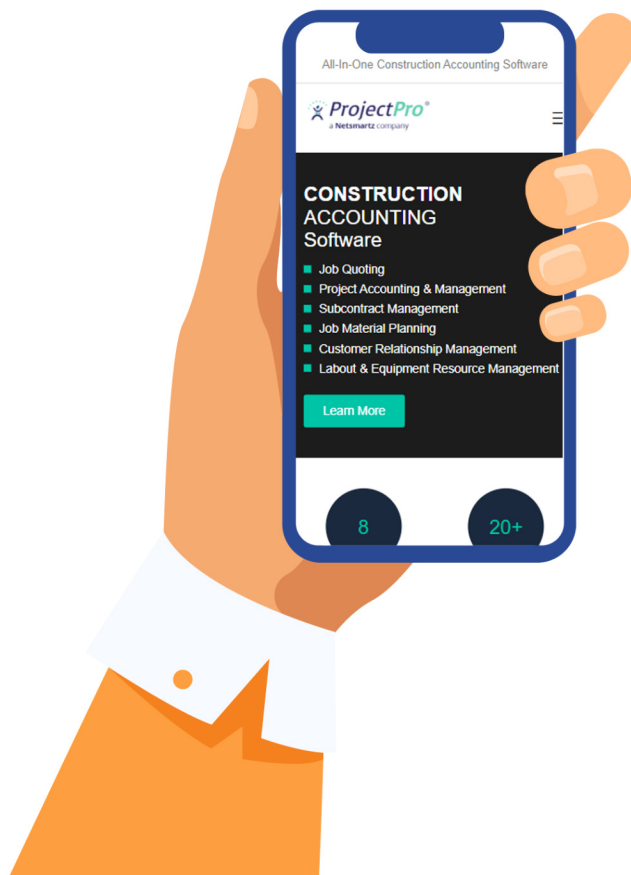 All-In-One Construction Accounting Software
ProjectPro®
a Netsmartz company
CONSTRUCTION
ACCOUNTING
Software
Job Quoting
Project Accounting & Management
Subcontract Management
Job Material Planning
Customer Relationship Management
Labout & Equipment Resource Management
Learn More
8
20+